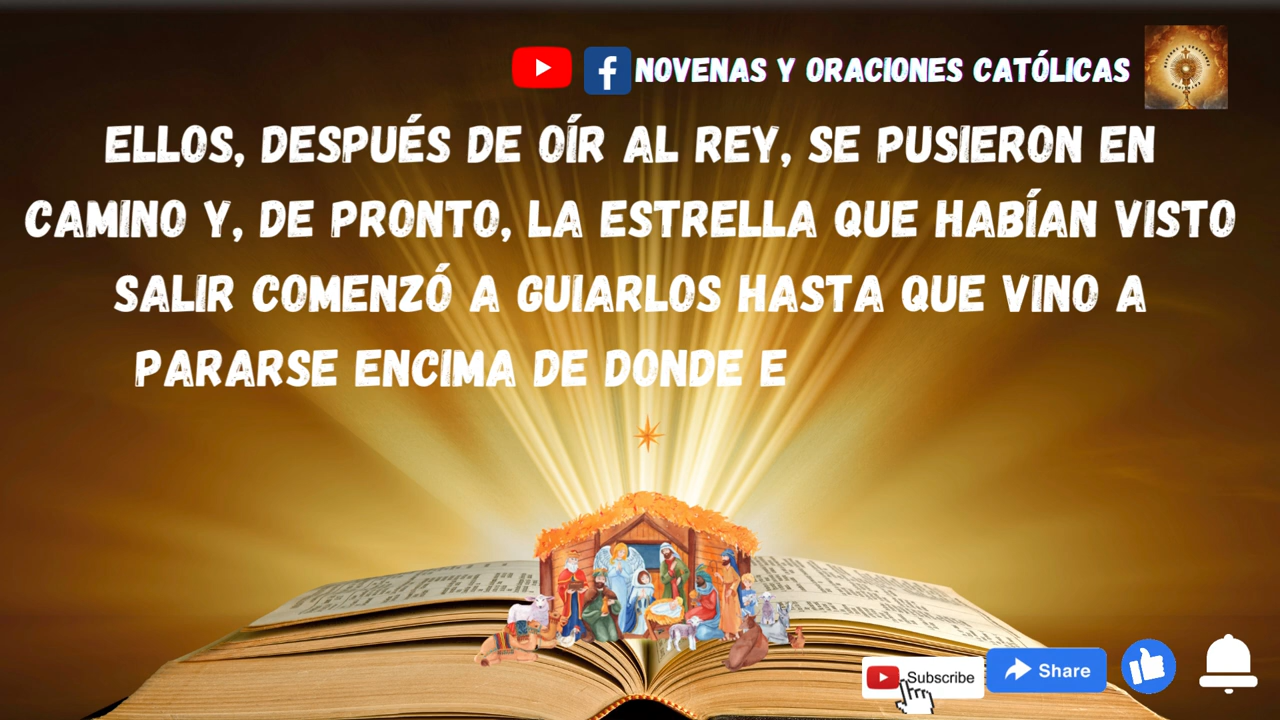 NOVENAS Y ORACIONES CATÓLICAS
ELLOS, DESPUÉS DE OÍR AL REY, SE PUSIERON EN
CAMINO Y, DE PRONTO, LA ESTRELLA QUE HABÍAN VISTO
SALIR COMENZÓ A GUIARLOS HASTA QUE VINO A
PARARSE ENCIMA DE DONDE E
Subscribe
Share